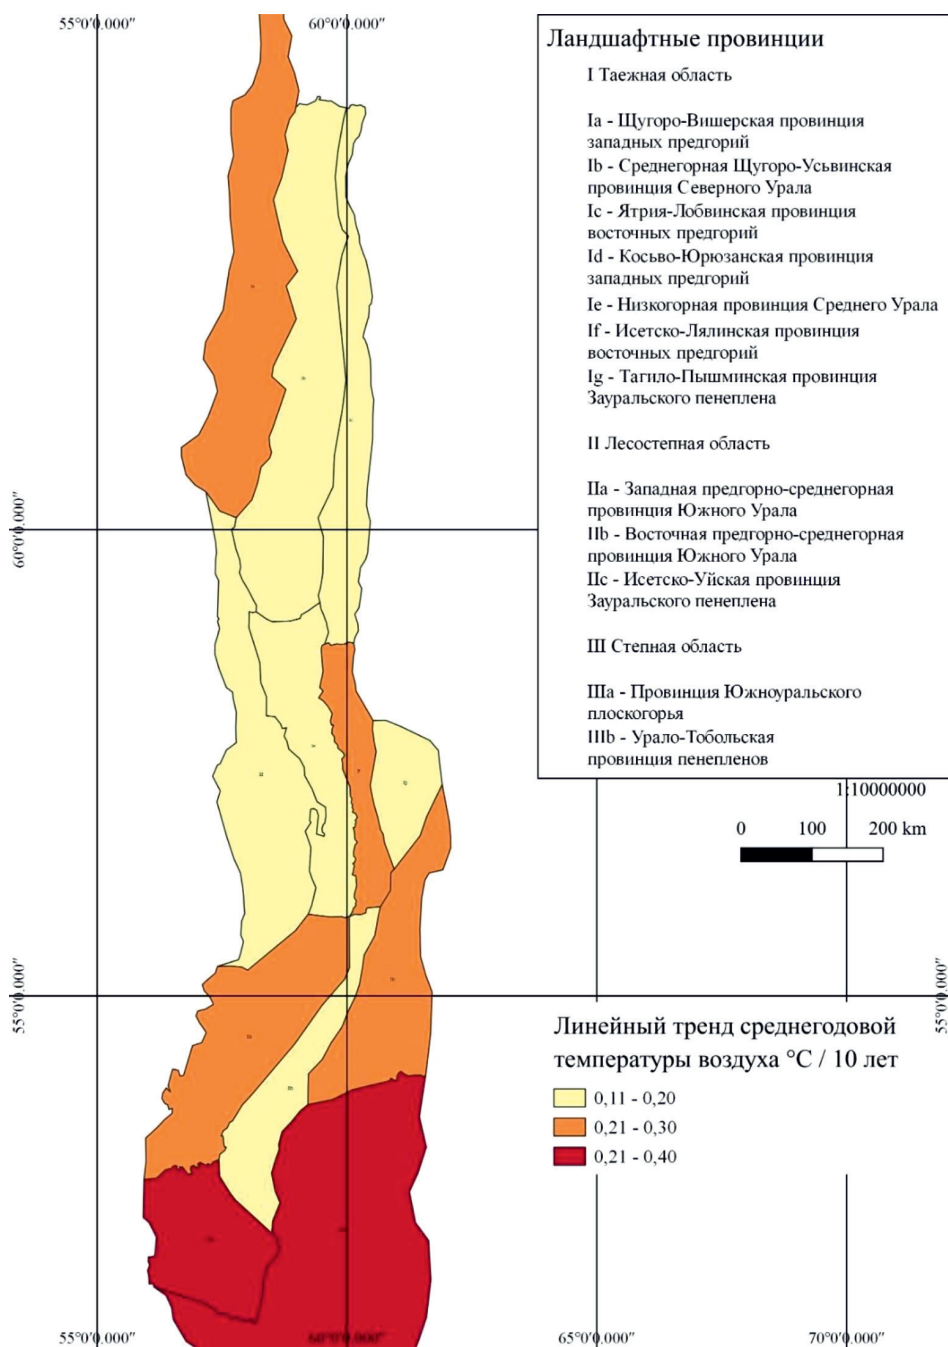 55°0'0.000"
60°0'0.000"
Ландшафтные провинции
I Таежная область
Ia - Щугоро-Вишерская провинция
западных предгорий
Ib - Среднегорная Щугоро-Усьвинская
провинция Северного Урала
Ic - Ятрия-Лобвинская провинция
восточных предгорий
Id - Косьво-Юрюзанская провинция
западных предгорий
Ie - Низкогорная провинция Среднего Урала
If - Исетско-Лялинская провинция
восточных предгорий
Ig - Тагило-Пышминская провинция
Зауральского пенеплена
II Лесостепная область
IIa - Западная предгорно-среднегорная
провинция Южного Урала
IIb - Восточная предгорно-среднегорная
провинция Южного Урала
IIc - Исетско-Уйская провинция
Зауральского пенеплена
III Степная область
IIIa - Провинция Южноуральского
плоскогорья
IIIb - Урало-Тобольская
провинция пенепленов
60°0'0.000"
1:10000000
0 100 200 km
55°0'0.000"
55°0'0.000"
Линейный тренд среднегодовой
температуры воздуха °C / 10 лет
0,11 - 0,20
0,21 - 0,30
0,21 - 0,40
55°0'0.000"
60°0'0.000"
65°0'0.000"
70°0'0.000"